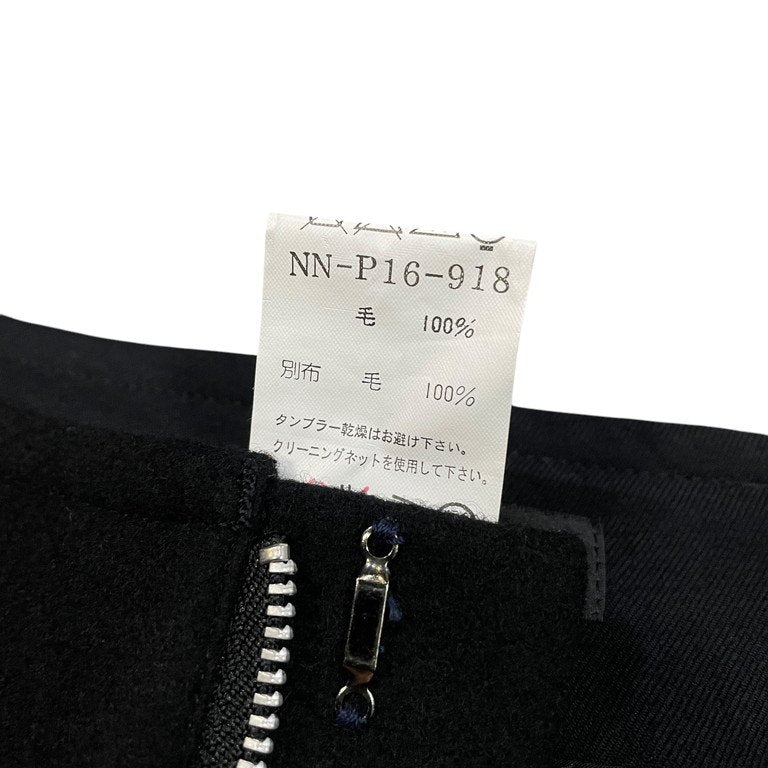 NN-P16-918
毛 100%
別布 毛 100%
タンブラー乾燥はお避け下さい。
クリーニングネットを使用して下さい。